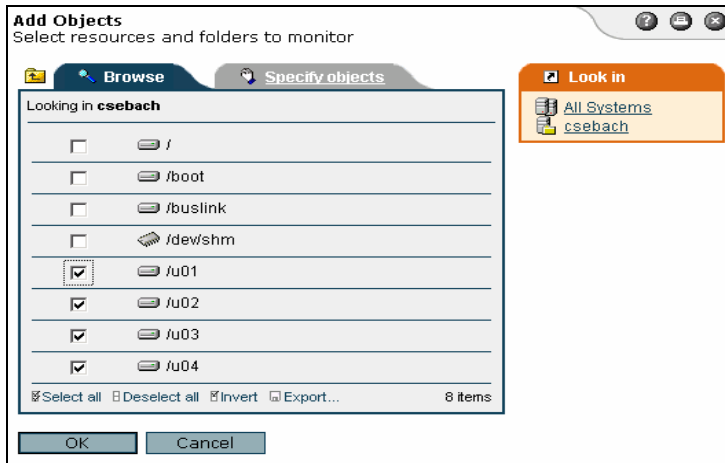 Add Objects
Select resources and folders to monitor
Browse
Specify objects
Look in
Looking in csebach
All Systems
csebach
/
/boot
/buslink
/dev/shm
/u01
/u02
/u03
/u04
Select all Deselect all Invert Export... 8 items
OK Cancel